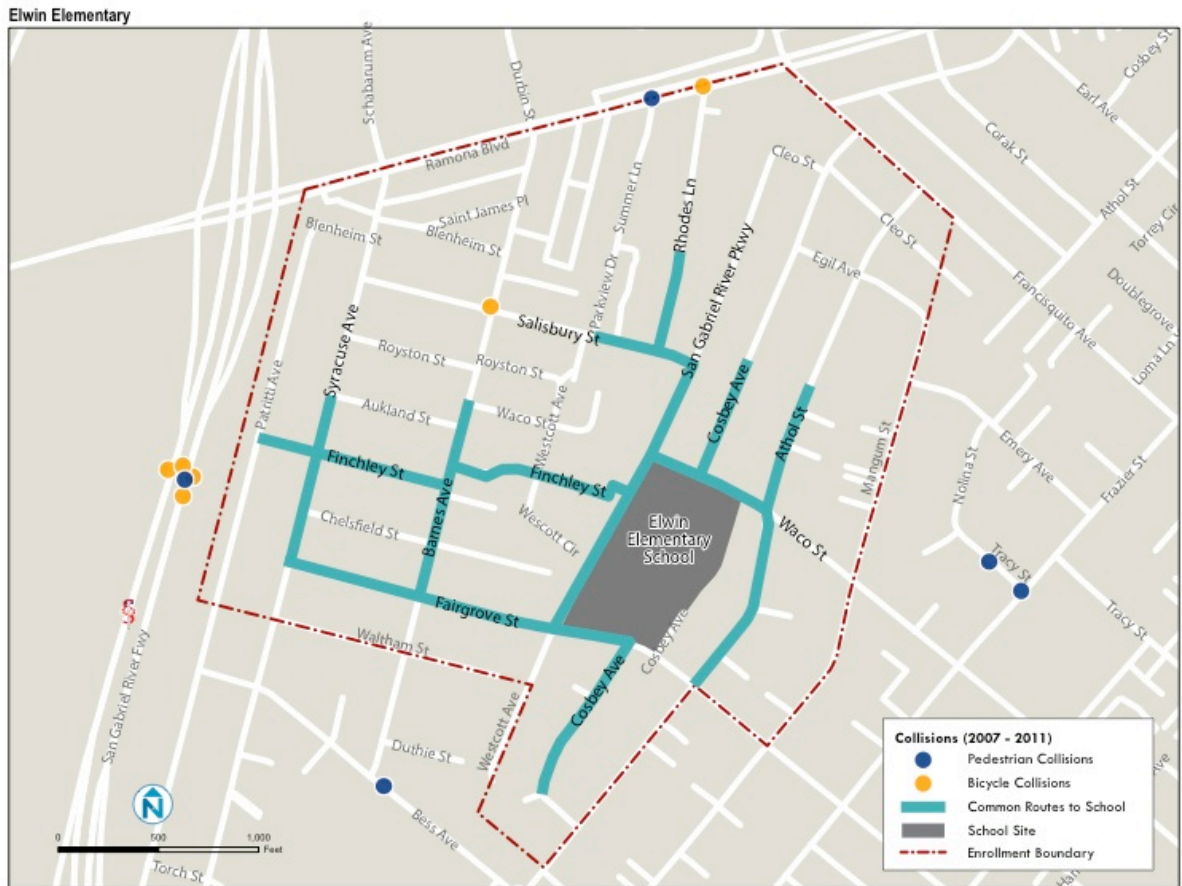 Elwin Elementary
Schabarum Ave
Durbin St
Cosbey St
Earl Ave
Ramona Blvd
Corak St
Cleo St
Summer Ln
Rhodes Ln
Athol St
Torrey Cir
Saint James Pl
Blenheim St
Blenheim St
Cleo St
Egil Ave
San Gabriel River Pkwy
Parkview Dr
Francisquito Ave
Doublegrove
Salisbury St
Syracuse Ave
Royston St
Royston St
Loma Ln
Patritti Ave
Aukland St
Waco St
Westcott Ave
Cosbey Ave
Athol St
Mangum St
Emery Ave
Nolina St
Frazier St
Finchley St
Finchley St
Barnes Ave
Chelsfield St
Wescott Cir
Elwin
Elementary
School
Waco St
Tracy St
Tracy St
Fairgrove St
Waltham St
Cosbey Ave
Cosbey Ave
San Gabriel River Fwy
Westcott Ave
Duthie St
Bess Ave
Torch St
N
0 500 1,000
Feet
Collisions (2007 - 2011)
Pedestrian Collisions
Bicycle Collisions
Common Routes to School
School Site
Enrollment Boundary
Ave